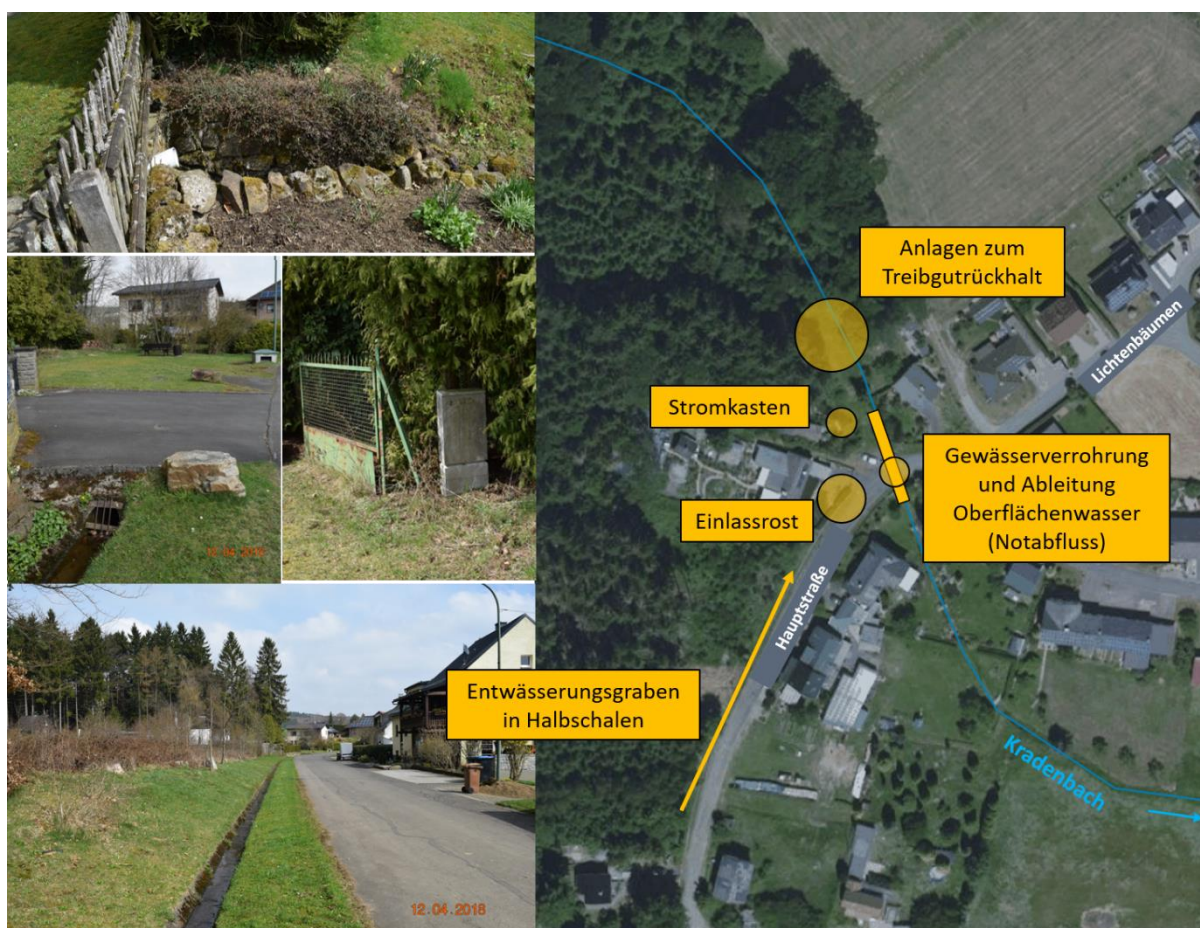 Anlagen zum
Treibgutrückhalt
Lichtenbäumen
Stromkasten
Gewässerverrohrung
und Ableitung
Oberflächenwasser
(Notabfluss)
Einlassrost
Hauptstraße
12.04.2018
Entwässerungsgraben
in Halbschalen
Kradenbach
12.04.2018